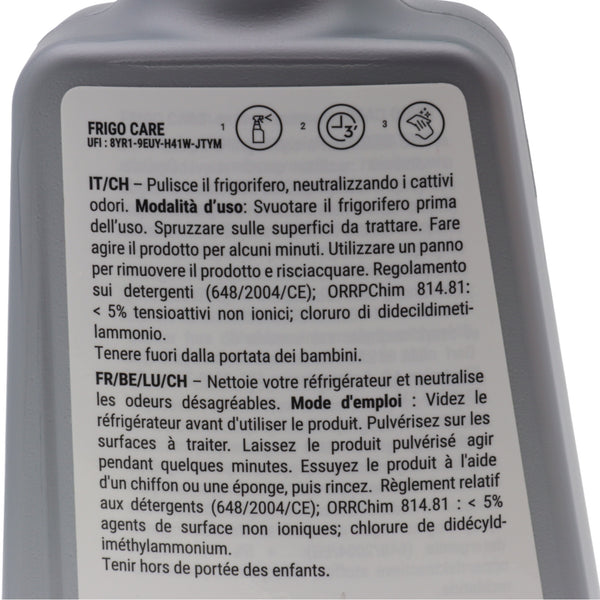 FRIGO CARE
UFI : 8YR1-9EUY-H41W-JTYM
1 2 3' 3
IT/CH – Pulisce il frigorifero, neutralizzando i cattivi
odori. Modalità d'uso: Svuotare il frigorifero prima
dell'uso. Spruzzare sulle superfici da trattare. Fare
agire il prodotto per alcuni minuti. Utilizzare un panno
per rimuovere il prodotto e risciacquare. Regolamento
sui detergenti (648/2004/CE); ORRPChim 814.81:
< 5% tensioattivi non ionici; cloruro di didecildimeti-
lammonio.
Tenere fuori dalla portata dei bambini.
FR/BE/LU/CH – Nettoie votre réfrigérateur et neutralise
les odeurs désagréables. Mode d'emploi : Videz le
réfrigérateur avant d'utiliser le produit. Pulvérisez sur les
surfaces à traiter. Laissez le produit pulvérisé agir
pendant quelques minutes. Essuyez le produit à l'aide
d'un chiffon ou une éponge, puis rincez. Règlement relatif
aux détergents (648/2004/CE); ORRChim 814.81 : < 5%
agents de surface non ioniques; chlorure de didécyld-
iméthylammonium.
Tenir hors de portée des enfants.